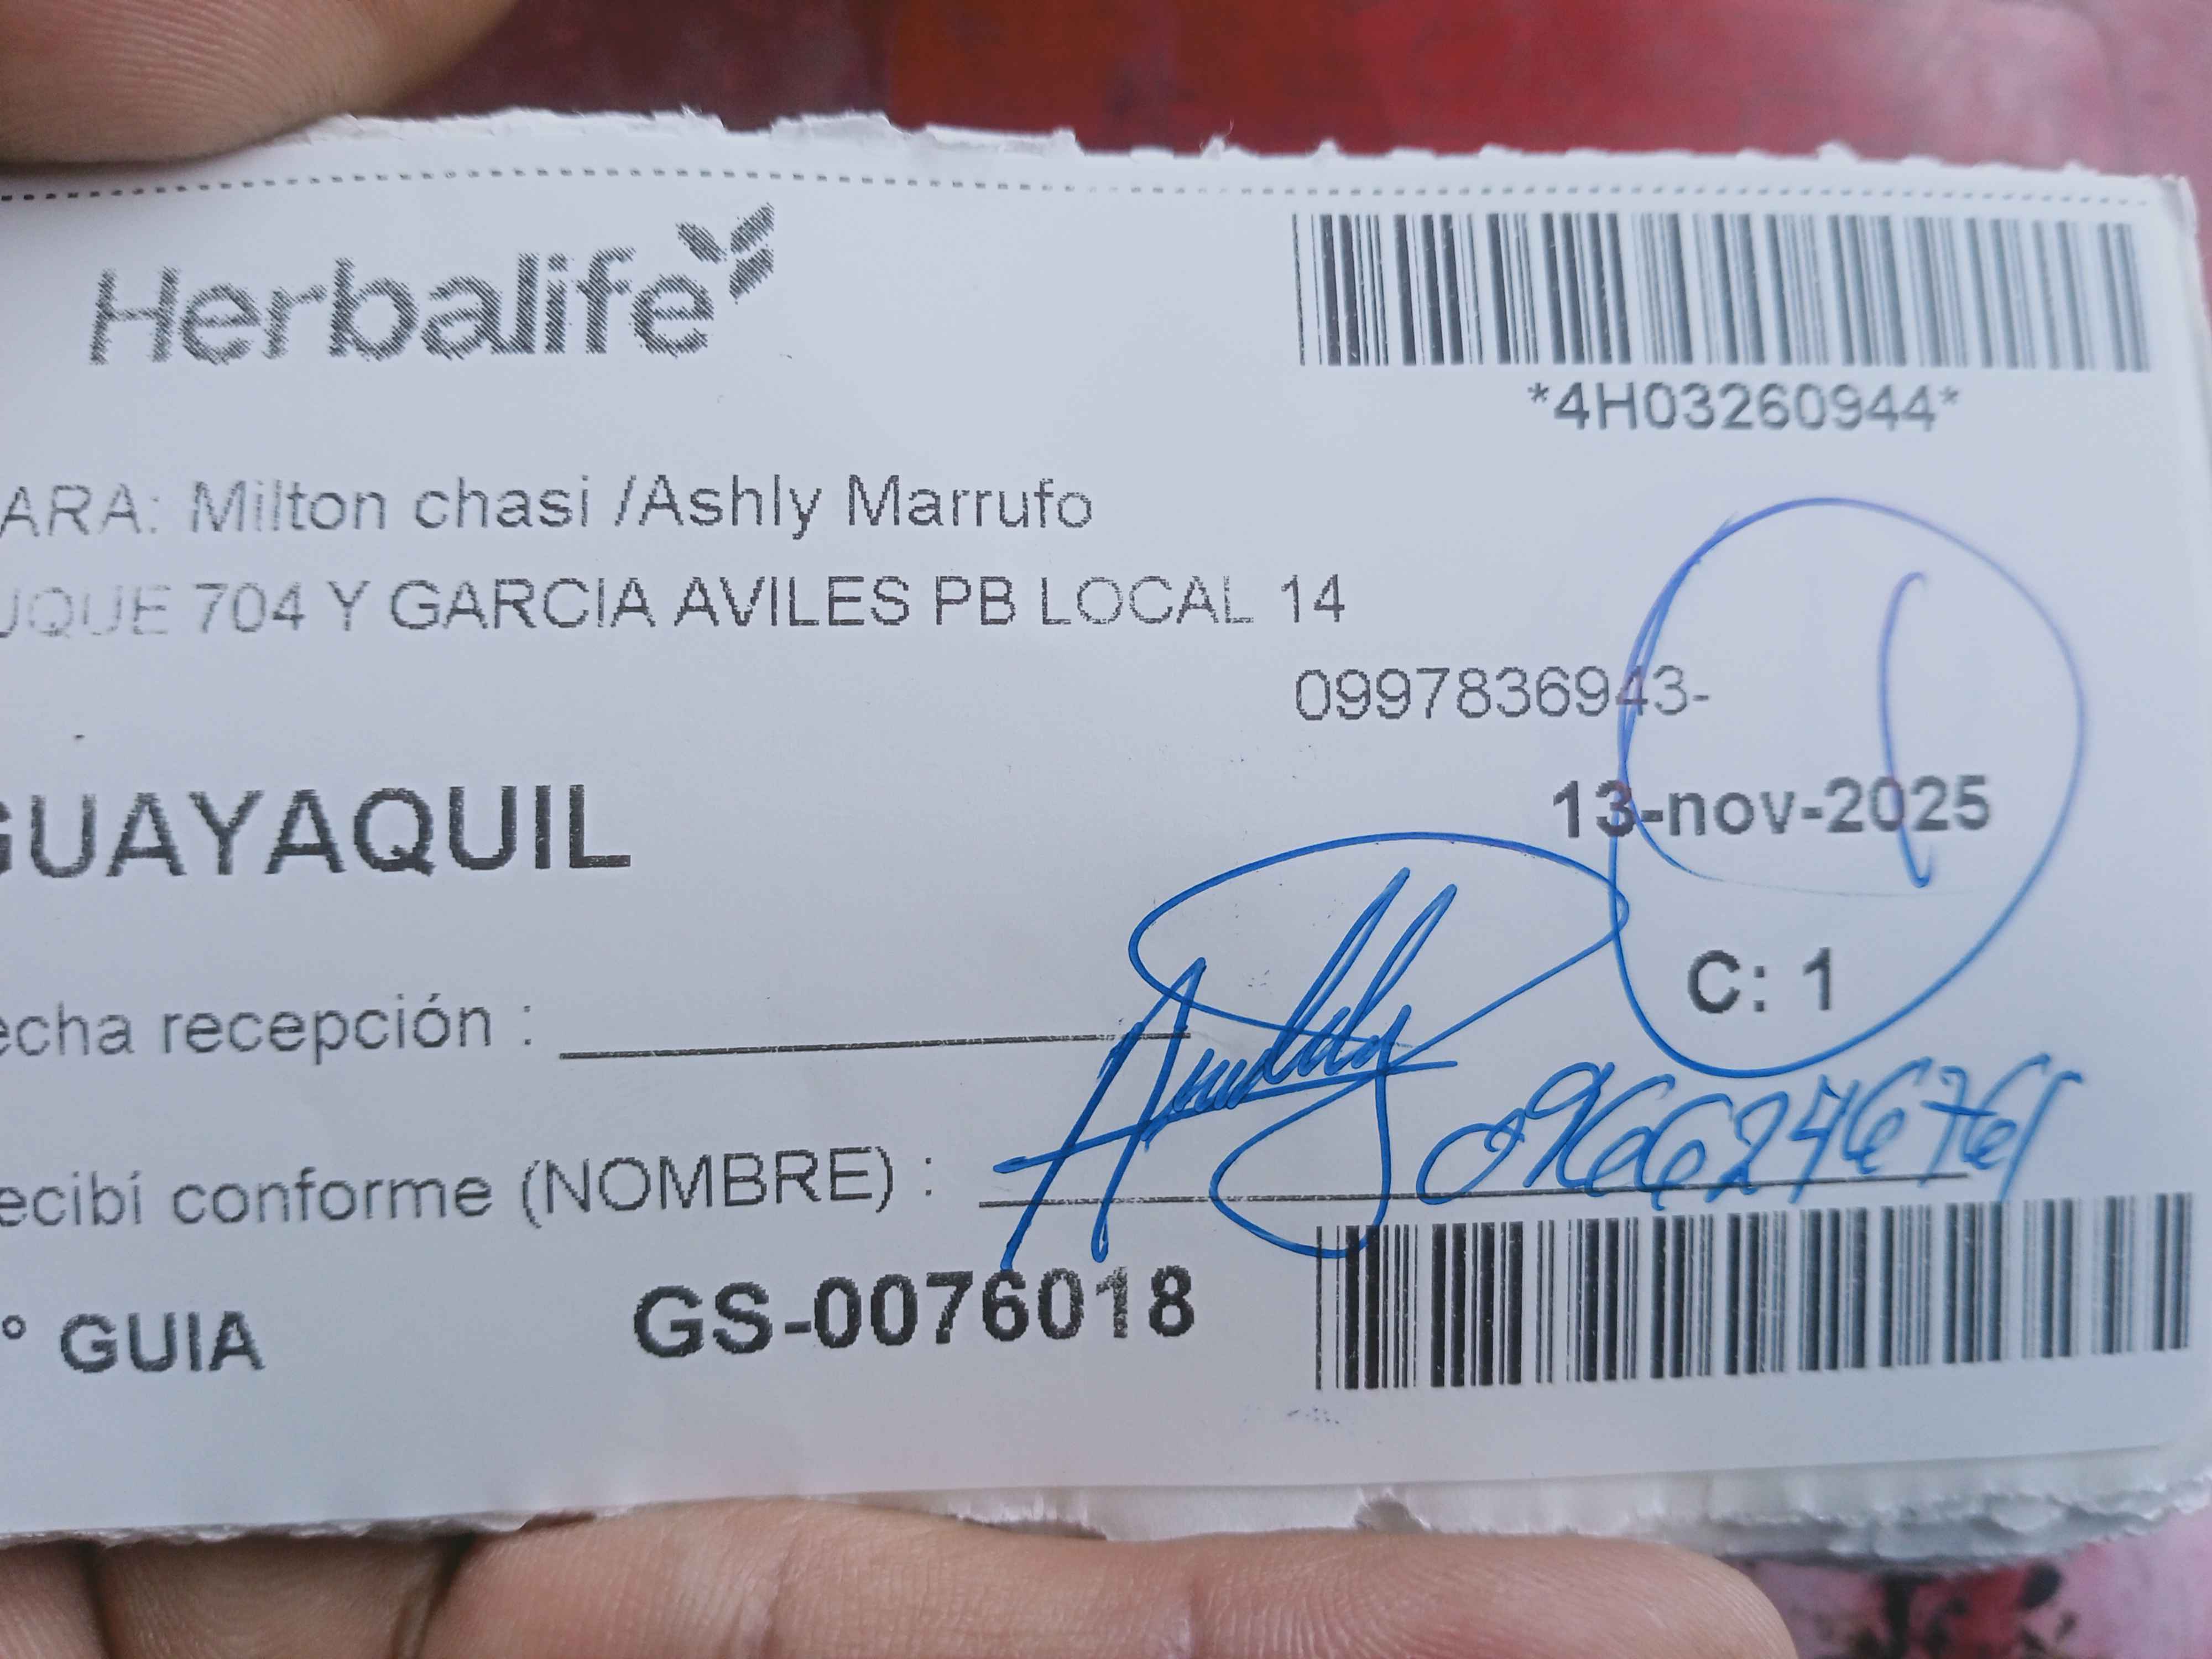 Herbalife
*4H03260944*
ARA: Milton chasi /Ashly Marrufo
UQUE 704 Y GARCIA AVILES PB LOCAL 14
0997836943-
GUAYAQUIL
13-nov-2025
C: 1
echa recepción :
ecibí conforme (NOMBRE) :
° GUIA GS-0076018